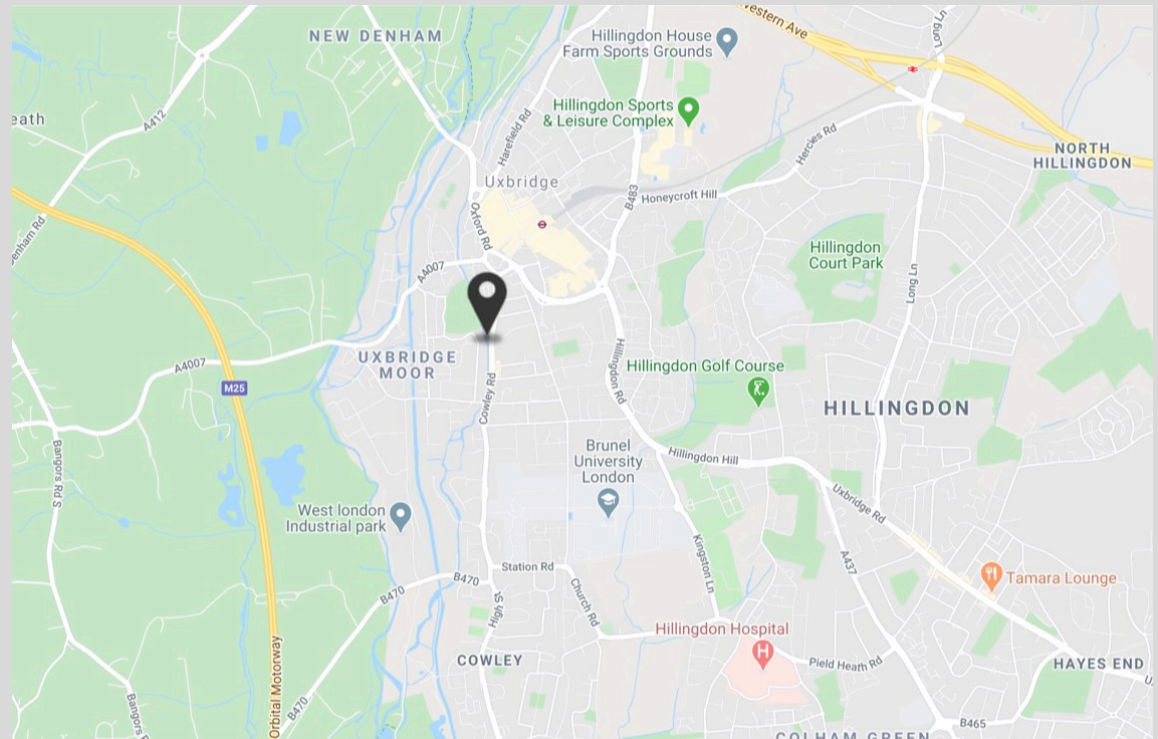 Western Ave
Long Ln
NEW DENHAM
Hillingdon House
Farm Sports Grounds
Hillingdon Sports
& Leisure Complex
eath
A412
Harefield Rd
Hercies Rd
NORTH
HILLINGDON
Uxbridge
B483
Honeycroft Hill
Oxford Rd
enham Rd
Hillingdon
Court Park
A4007
Long Ln
UXBRIDGE
MOOR
A4007
M25
Hillingdon Rd
Hillingdon Golf Course
Cowley Rd
HILLINGDON
Bangors Rd S
Brunel
University
London
Hillingdon Hill
West london
Industrial park
Uxbridge Rd
Kingston Ln
A437
Station Rd
B470
B470
Church Rd
High St
Tamara Lounge
Hillingdon Hospital
H
COWLEY
Pield Heath Rd
HAYES END
Orbital Motorway
B470
Bangors R
U
B465
COLHAM GREEN